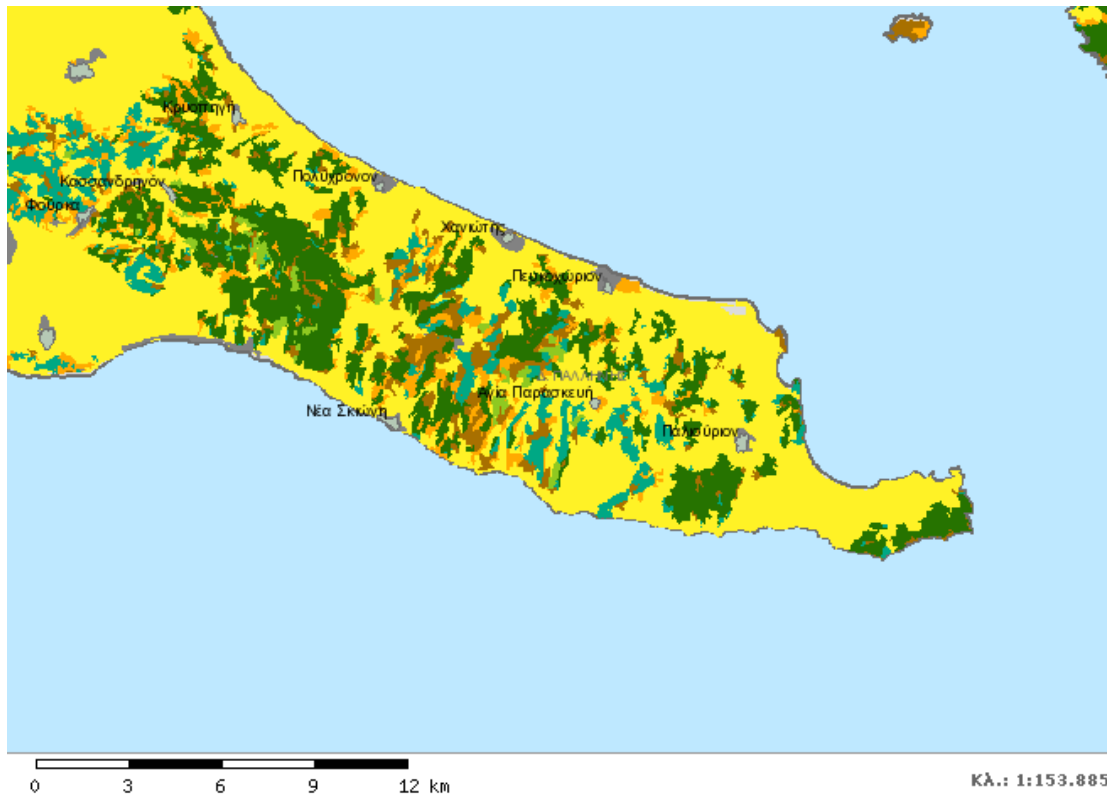 Κρυοπηγή
Πολύχρονον
Κασσανδρηνόν
Φούρκα
Χανιώτης
Πευκοχώριον
Αγία Παρασκευή
Νέα Σκιώνη
Παλιούριον
0 3 6 9 12 km
Κλ.: 1:153.885